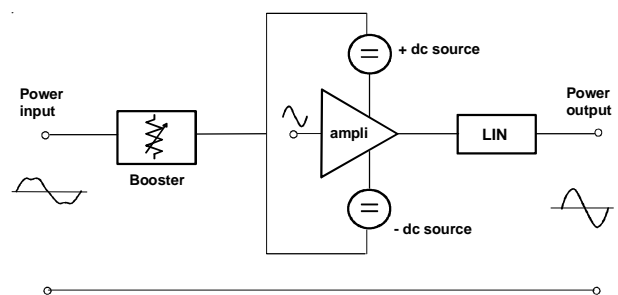 + dc source
Power
input
Power
output
ampli
LIN
Booster
- dc source